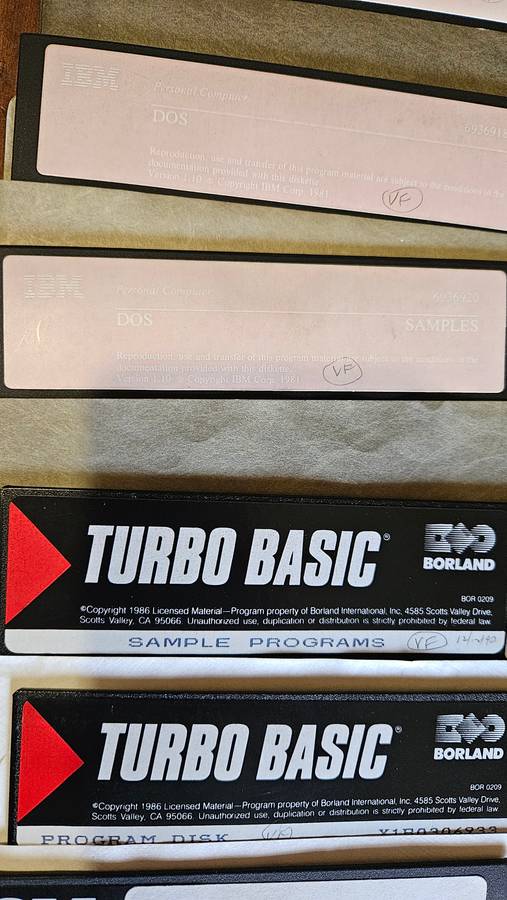 IBM
Personal Computer
DOS
6936918
Reproduction, use and transfer of this program material are subject to the conditions in the
documentation provided with this diskette.
Version 1.10 © Copyright IBM Corp. 1981
VF
IBM
Personal Computer
6936920
DOS
SAMPLES
Reproduction, use and transfer of this program material are subject to the conditions in the
documentation provided with this diskette.
Version 1.10 © Copyright IBM Corp. 1981
VF
TURBO BASIC®
BORLAND
BOR 0209
©Copyright 1986 Licensed Material—Program property of Borland International, Inc, 4585 Scotts Valley Drive,
Scotts Valley, CA 95066. Unauthorized use, duplication or distribution is strictly prohibited by federal law.
SAMPLE PROGRAMS VF
TURBO BASIC®
BORLAND
BOR 0209
©Copyright 1986 Licensed Material—Program property of Borland International, Inc, 4585 Scotts Valley Drive,
Scotts Valley, CA 95066. Unauthorized use, duplication or distribution is strictly prohibited by federal law.
PROGRAM DISK VF